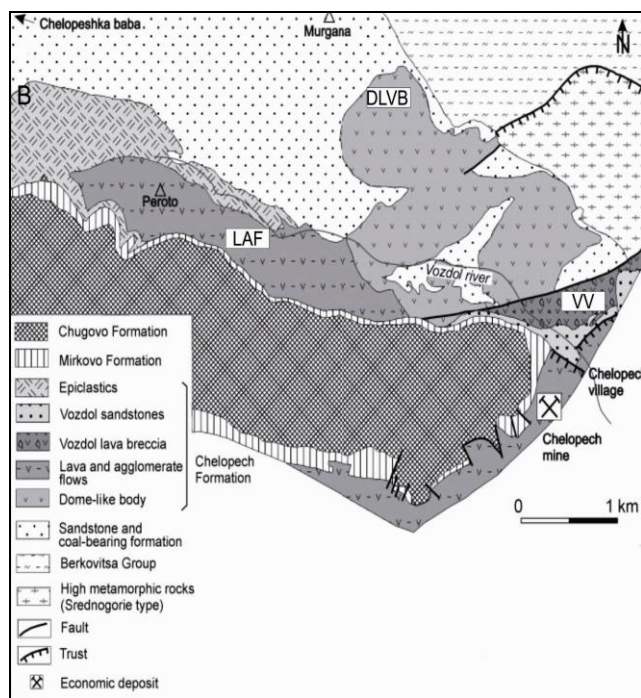 Chelopeshka baba
Murgana
N
B
DLVB
Peroto
LAF
Vozdol river
VV
Chelopech
village
Chelopech
mine
0 1 km
Chugovo Formation
Mirkovo Formation
Epiclastics
Vozdol sandstones
Vozdol lava breccia
Lava and agglomerate
flows
Dome-like body
Chelopech
Formation
Sandstone and
coal-bearing formation
Berkovitsa Group
High metamorphic rocks
(Srednogorie type)
Fault
Trust
Economic deposit